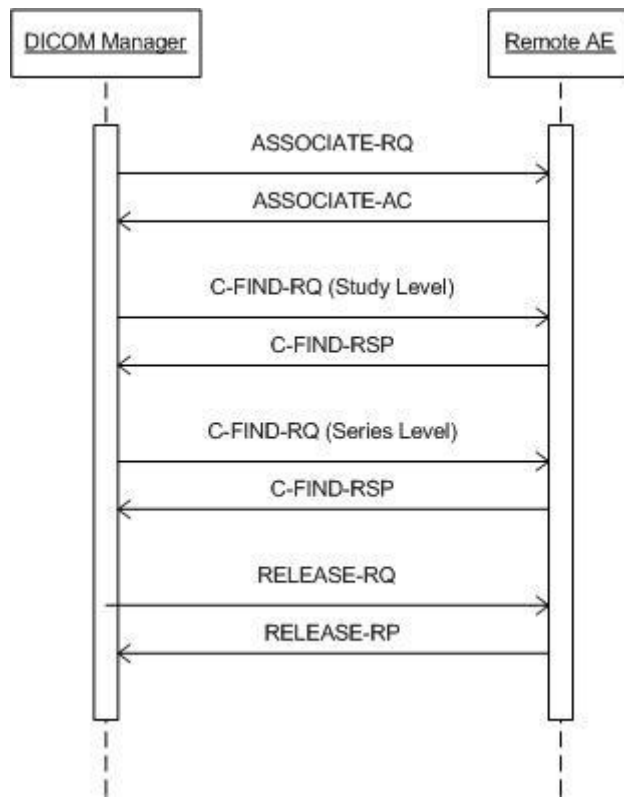 DICOM Manager
Remote AE
ASSOCIATE-RQ
ASSOCIATE-AC
C-FIND-RQ (Study Level)
C-FIND-RSP
C-FIND-RQ (Series Level)
C-FIND-RSP
RELEASE-RQ
RELEASE-RP